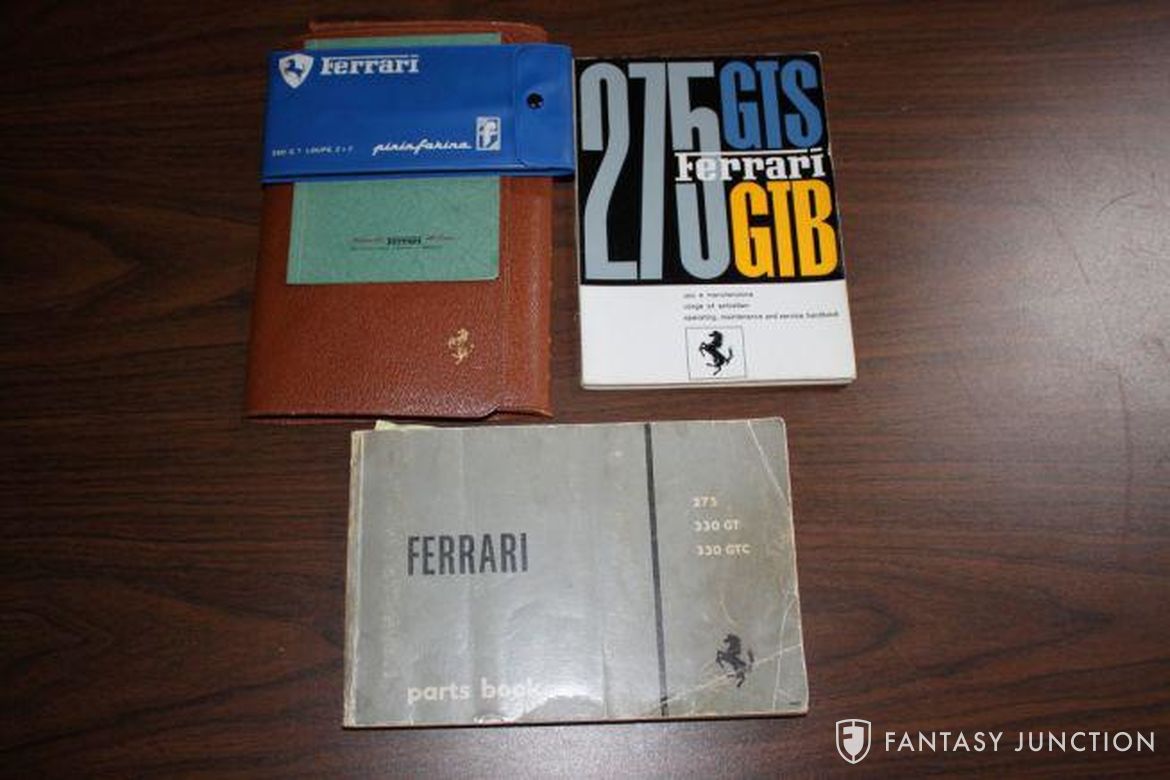 Ferrari
pininfarina
f
FERRARI
275 GTS
Ferrari
GTB
uso e manutenzione
usage et entretien
operating, maintenance and service handbook
FERRARI
275
330 GT
330 GTC
parts book
FANTASY JUNCTION